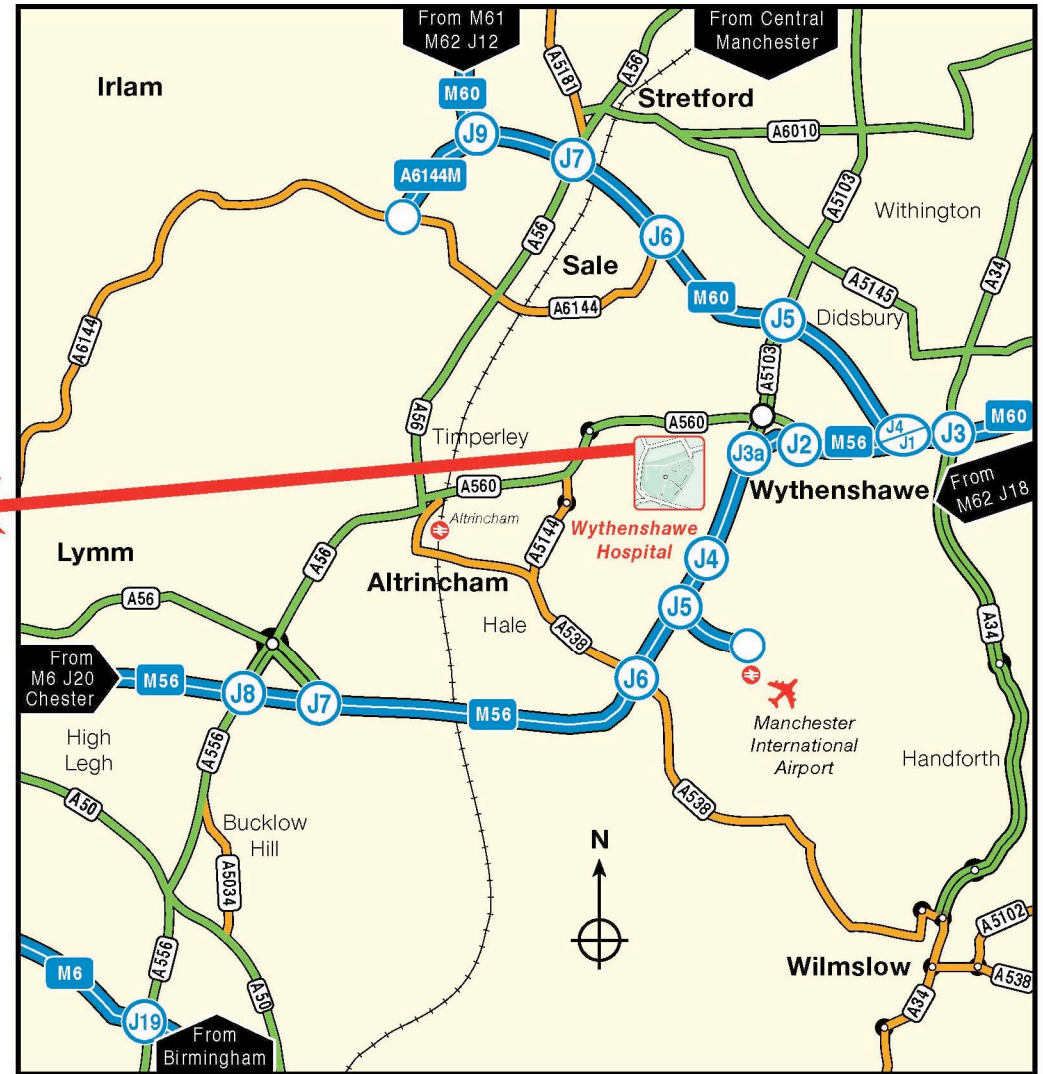 From M61
M62 J12
From Central
Manchester
Irlam
M60
A5181
A56
Stretford
J9
A6010
J7
A6144M
A5103
Withington
J6
A56
Sale
A34
A5145
M60
A6144
J5
Didsbury
A6144
A5103
A56
Timperley
A560
M60
J4
J1
J3
J2
M56
J3a
A560
Wythenshawe
From
M62 J18
Altrincham
Wythenshawe
Hospital
A5144
Lymm
A56
J4
Altrincham
A56
J5
Hale
A538
A34
From
M6 J20
Chester
M56
J8
J7
J6
M56
High
Legh
A556
Manchester
International
Airport
Handforth
A50
A538
Bucklow
Hill
N
A5034
A5102
A556
M6
Wilmslow
A538
A50
A34
J19
From
Birmingham